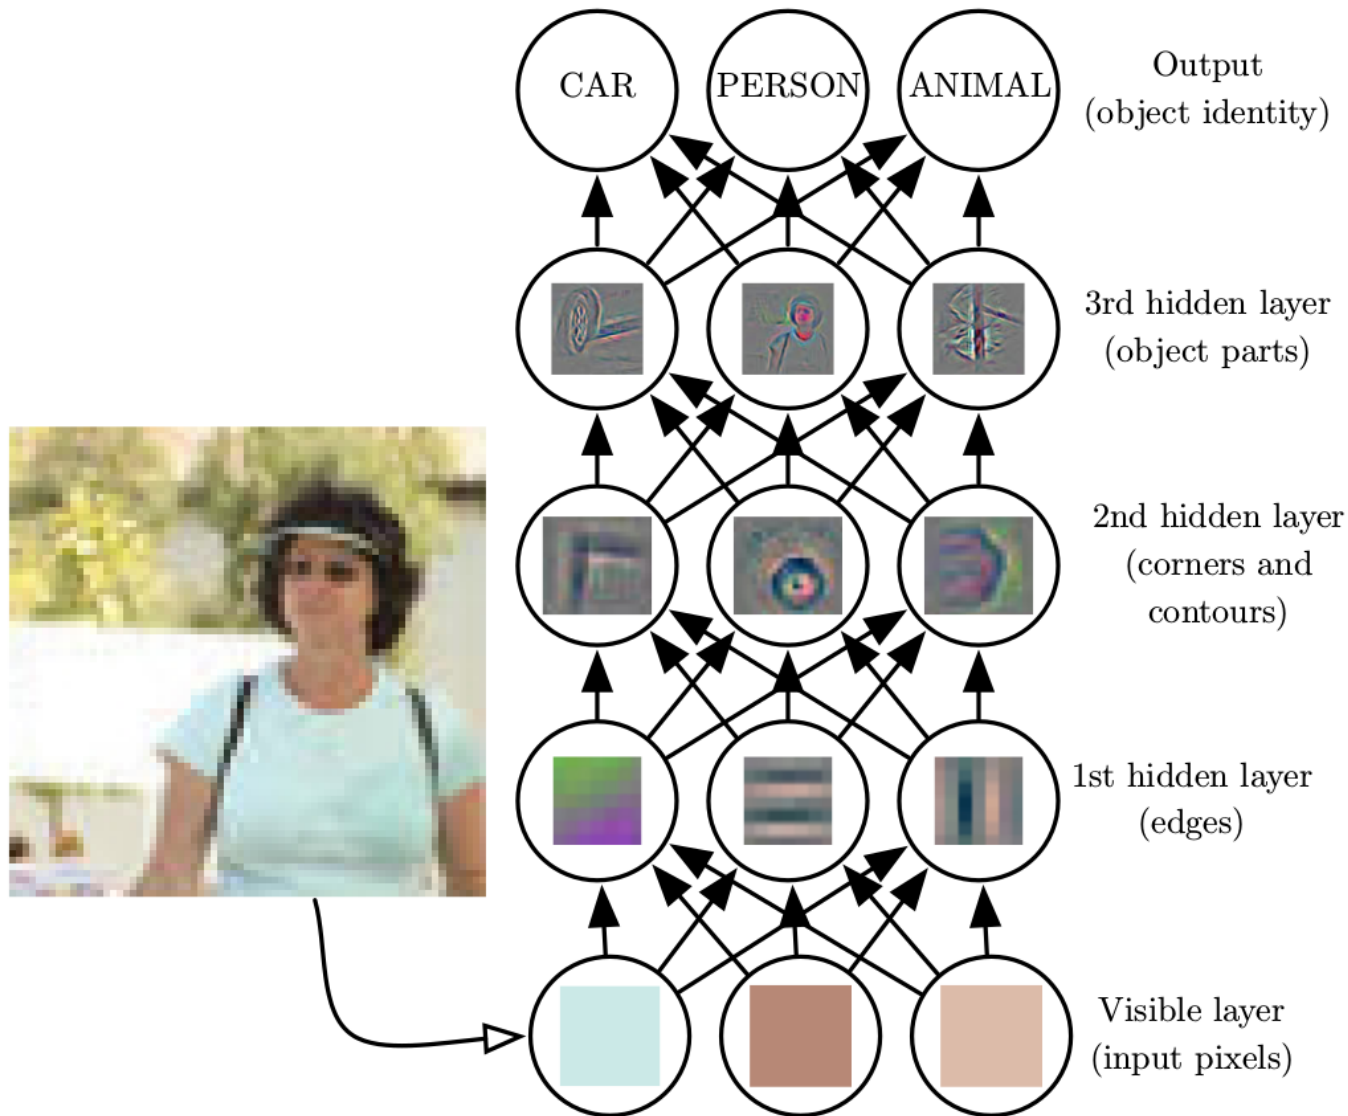 CAR
PERSON
ANIMAL
Output
(object identity)
3rd hidden layer
(object parts)
2nd hidden layer
(corners and
contours)
1st hidden layer
(edges)
Visible layer
(input pixels)